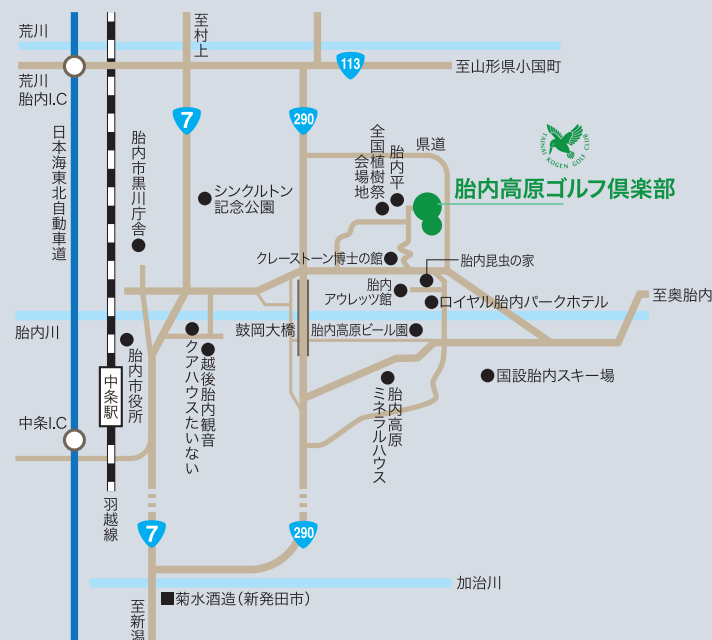 荒川
至村上
113
至山形県小国町
荒川
胎内I.C
7
290
日本海東北自動車道
胎内市黒川庁舎
シンクルトン
記念公園
全国植樹祭
会場地
胎内平
県道
TAINAI KOGEN GOLF CLUB
胎内高原ゴルフ倶楽部
クレーストーン博士の館
胎内昆虫の家
胎内
アウレッツ館
ロイヤル胎内パークホテル
至奥胎内
胎内川
鼓岡大橋
胎内高原ビール園
胎内市役所
クアハウスたいない
越後胎内観音
中条駅
国設胎内スキー場
胎内高原
ミネラルハウス
中条I.C
羽越線
7
290
加治川
菊水酒造(新発田市)
至新潟